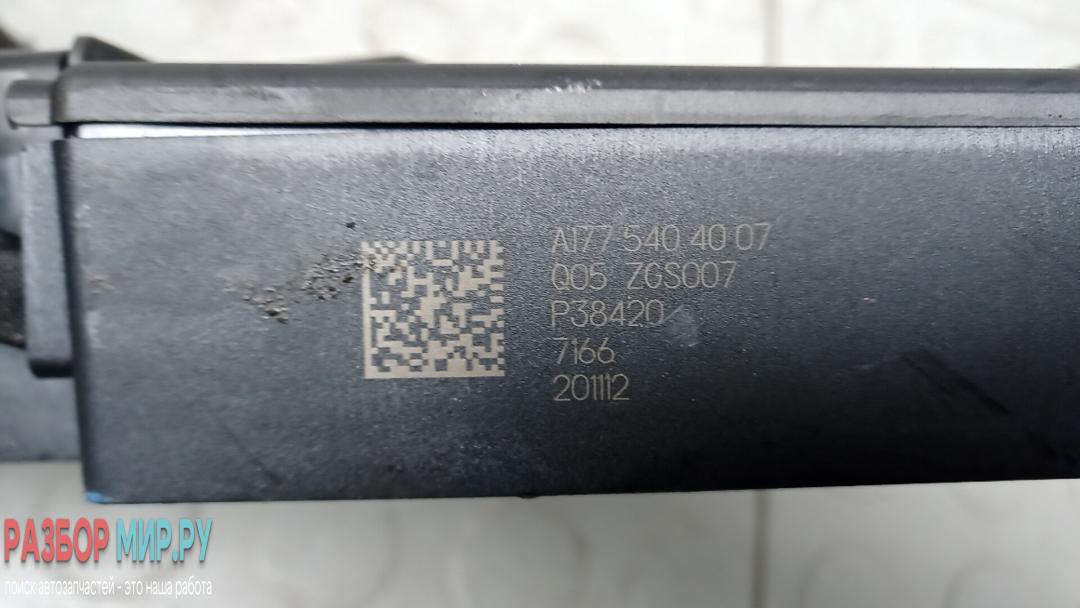 A177 540 40 07
Q05 ZGS007
P38420
7166
201112
РАЗБОР МИР.РУ
поиск автозапчастей - это наша работа